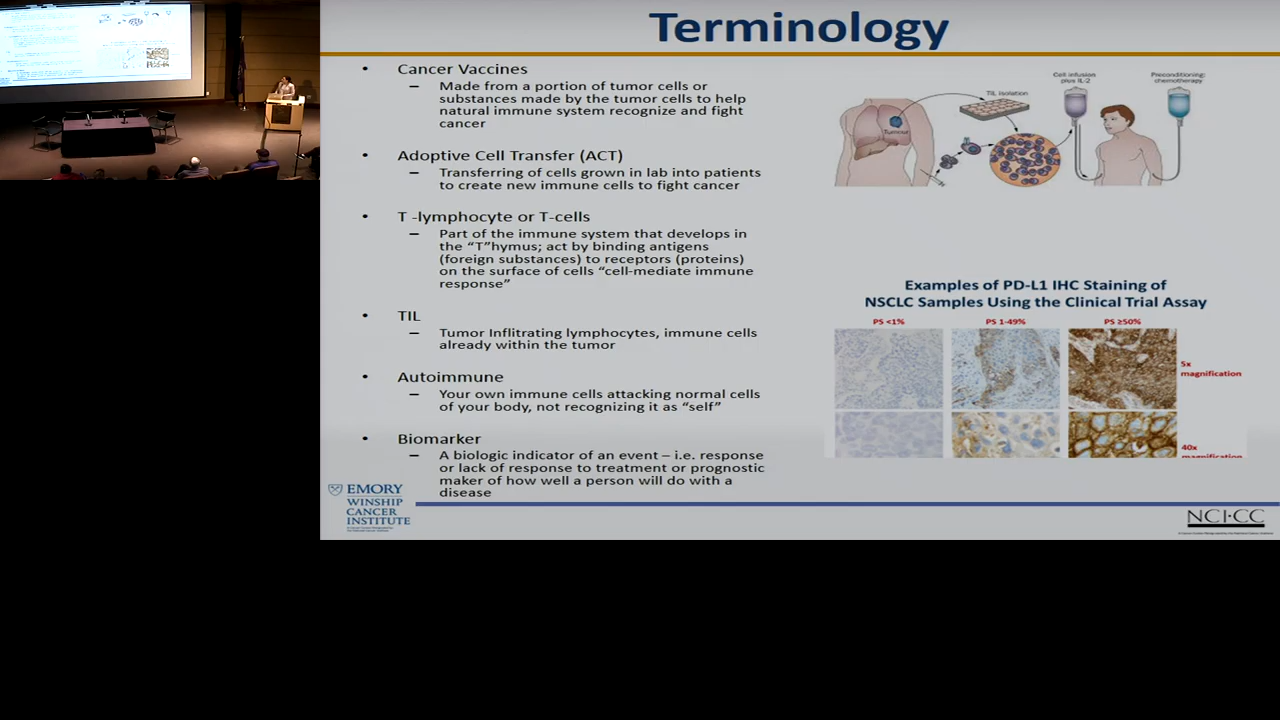 Terminology
• Cancer Vaccines
– Made from a portion of tumor cells or
substances made by the tumor cells to help
natural immune system recognize and fight
cancer
• Adoptive Cell Transfer (ACT)
– Transferring of cells grown in lab into patients
to create new immune cells to fight cancer
• T -lymphocyte or T-cells
– Part of the immune system that develops in
the “T”hymus; act by binding antigens
(foreign substances) to receptors (proteins)
on the surface of cells “cell-mediate immune
response”
• TIL
– Tumor Inflitrating lymphocytes, immune cells
already within the tumor
• Autoimmune
– Your own immune cells attacking normal cells
of your body, not recognizing it as “self”
• Biomarker
– A biologic indicator of an event – i.e. response
or lack of response to treatment or prognostic
maker of how well a person will do with a
disease
Cell infusion
plus IL-2
Preconditioning:
chemotherapy
TIL isolation
Tumour
Examples of PD-L1 IHC Staining of
NSCLC Samples Using the Clinical Trial Assay
PS <1%
PS 1-49%
PS ≥50%
5x
magnification
40x
magnification
EMORY
WINSHIP
CANCER
INSTITUTE
NCI·CC